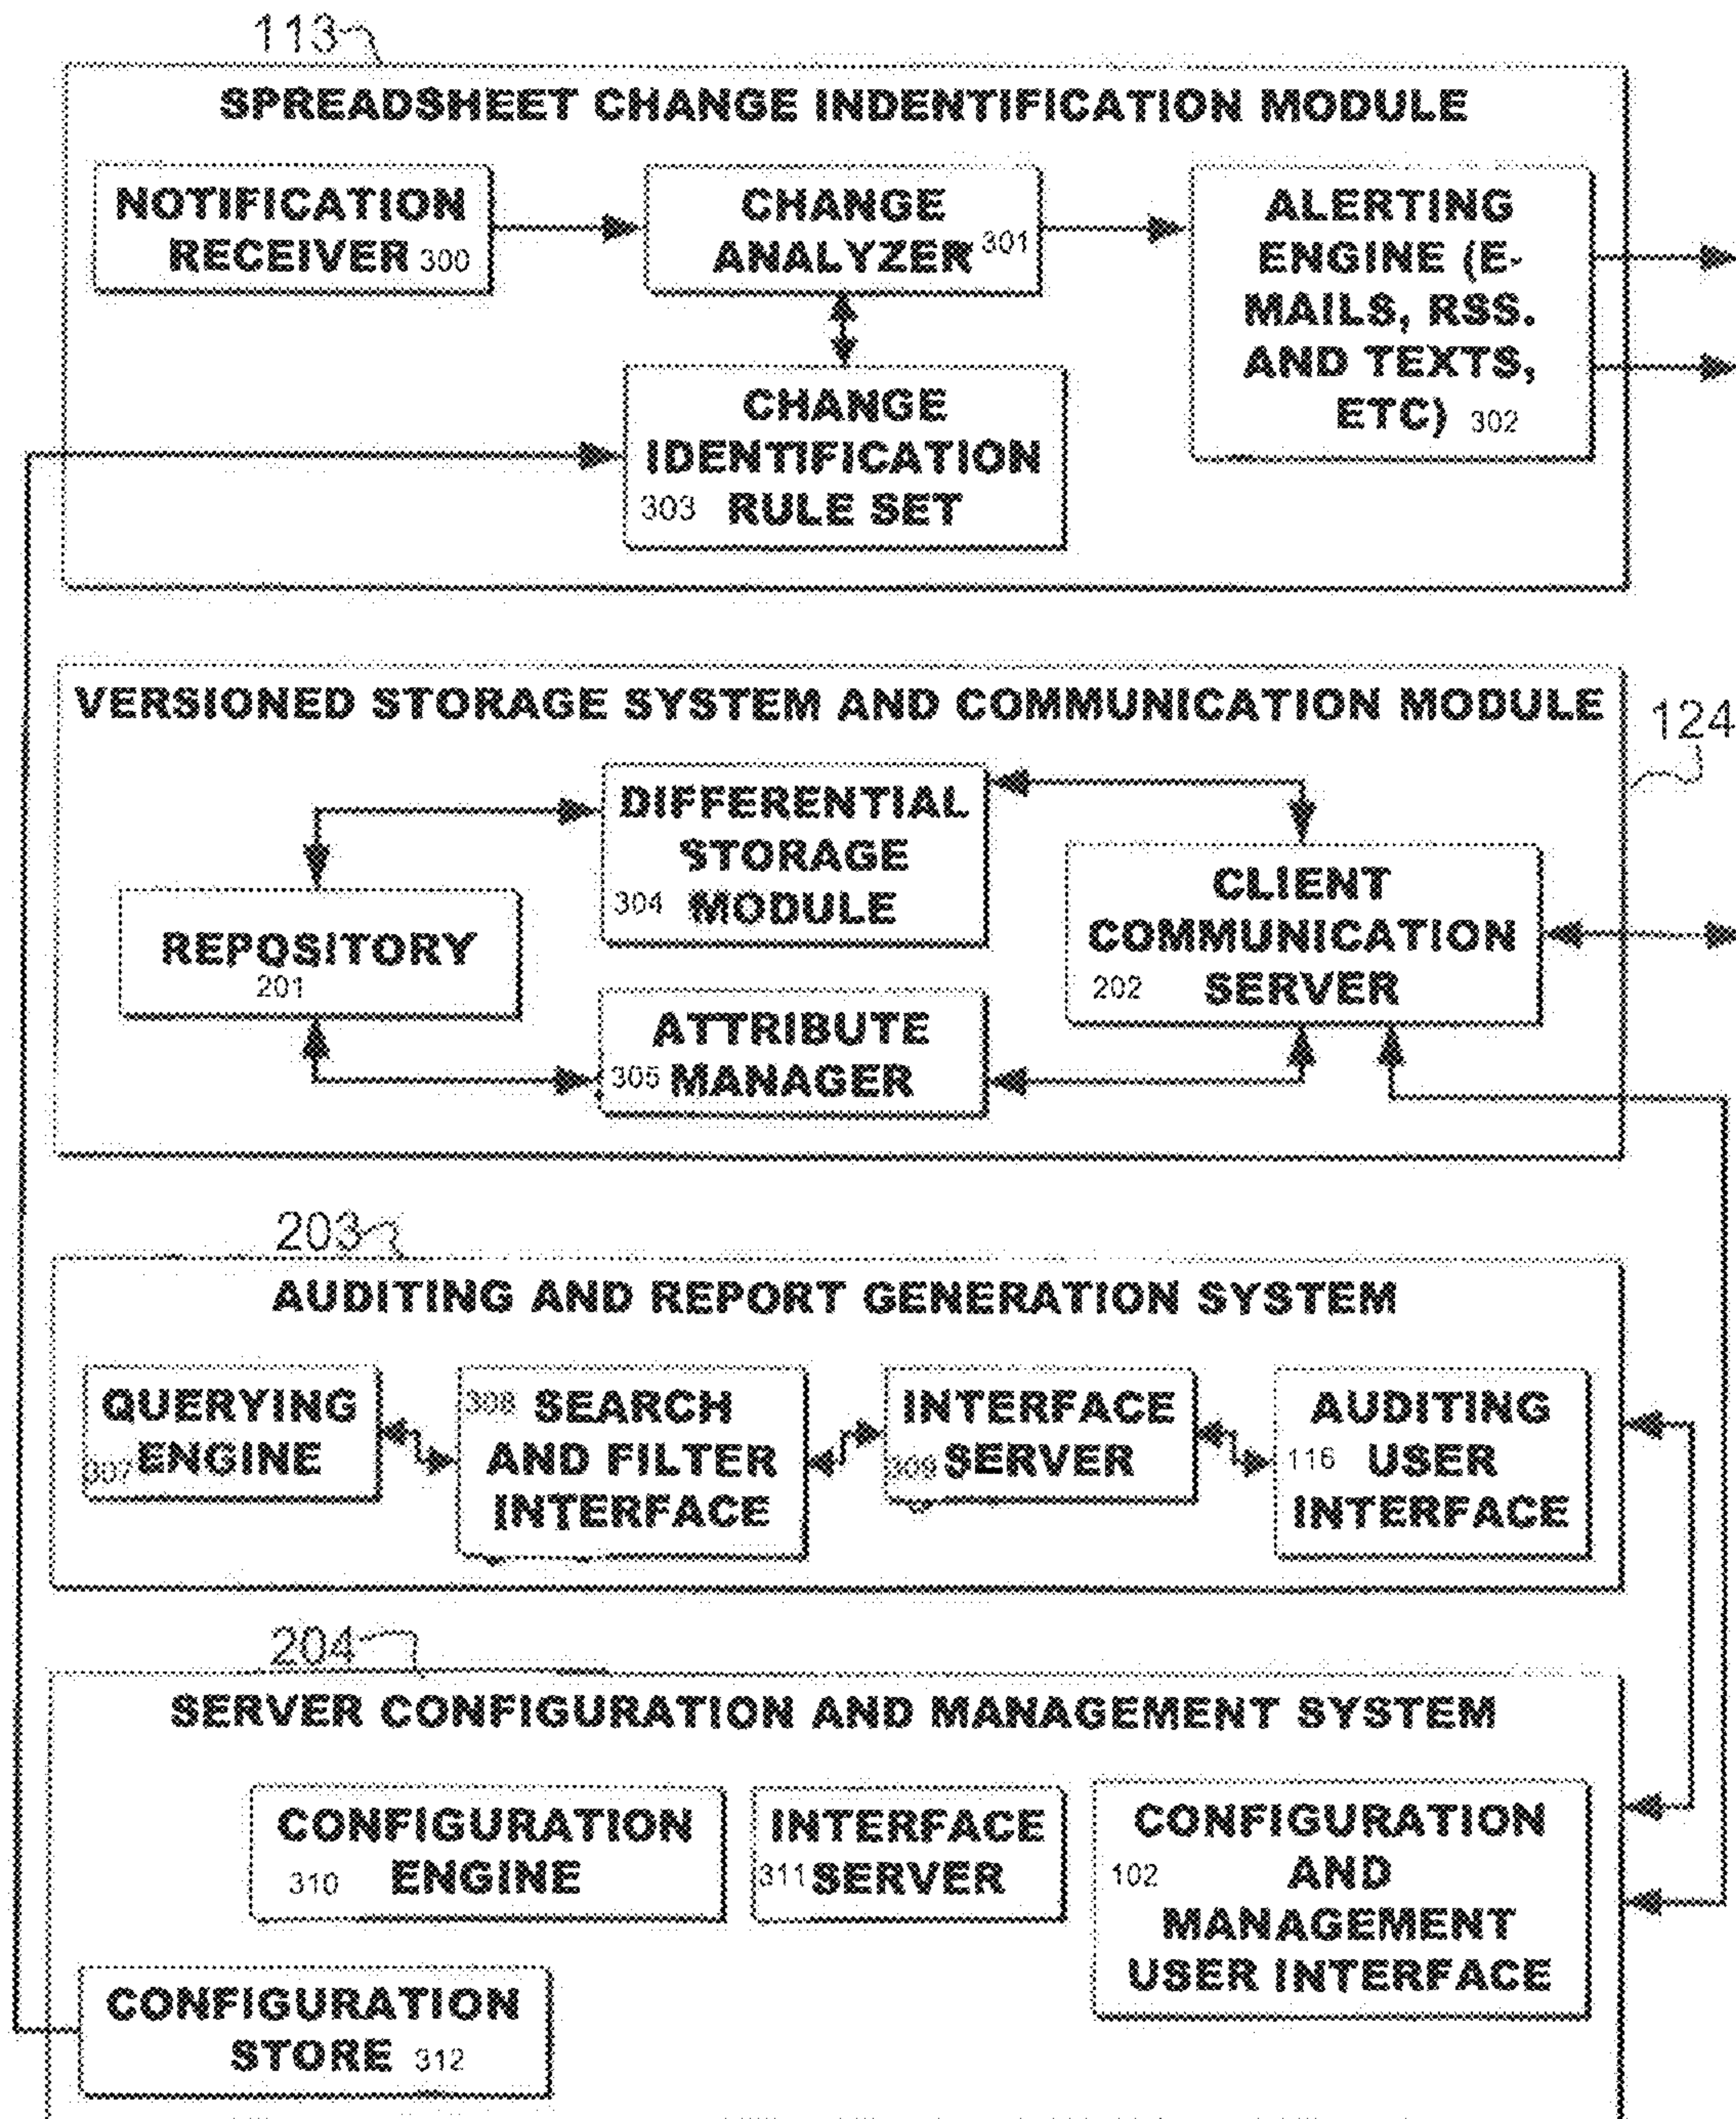 113
SPREADSHEET CHANGE INDENTIFICATION MODULE
NOTIFICATION
RECEIVER 300
CHANGE
ANALYZER 301
ALERTING
ENGINE (E-
MAILS, RSS.
AND TEXTS,
ETC) 302
CHANGE
IDENTIFICATION
303 RULE SET
VERSIONED STORAGE SYSTEM AND COMMUNICATION MODULE
124
DIFFERENTIAL
STORAGE
304 MODULE
REPOSITORY
201
CLIENT
COMMUNICATION
202 SERVER
ATTRIBUTE
305 MANAGER
203
AUDITING AND REPORT GENERATION SYSTEM
QUERYING
307 ENGINE
308 SEARCH
AND FILTER
INTERFACE
INTERFACE
309 SERVER
AUDITING
116 USER
INTERFACE
204
SERVER CONFIGURATION AND MANAGEMENT SYSTEM
CONFIGURATION
310 ENGINE
INTERFACE
311 SERVER
CONFIGURATION
102 AND
MANAGEMENT
USER INTERFACE
CONFIGURATION
STORE 312